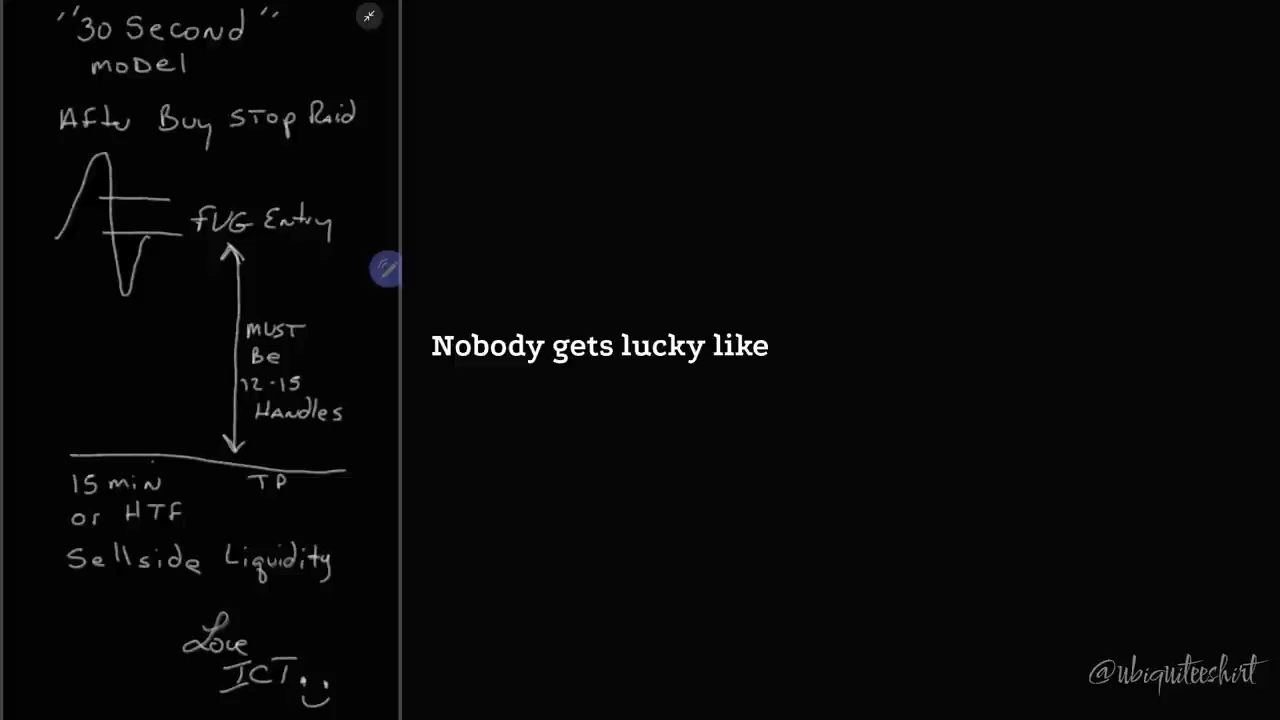 "30 Second"
model
After Buy STOP Raid
FVG Entry
MUST
Be
12-15
HANdles
15 min
TP
or HTF
Sellside Liquidity
Love
ICT
Nobody gets lucky like
@ubiquiteeshirt